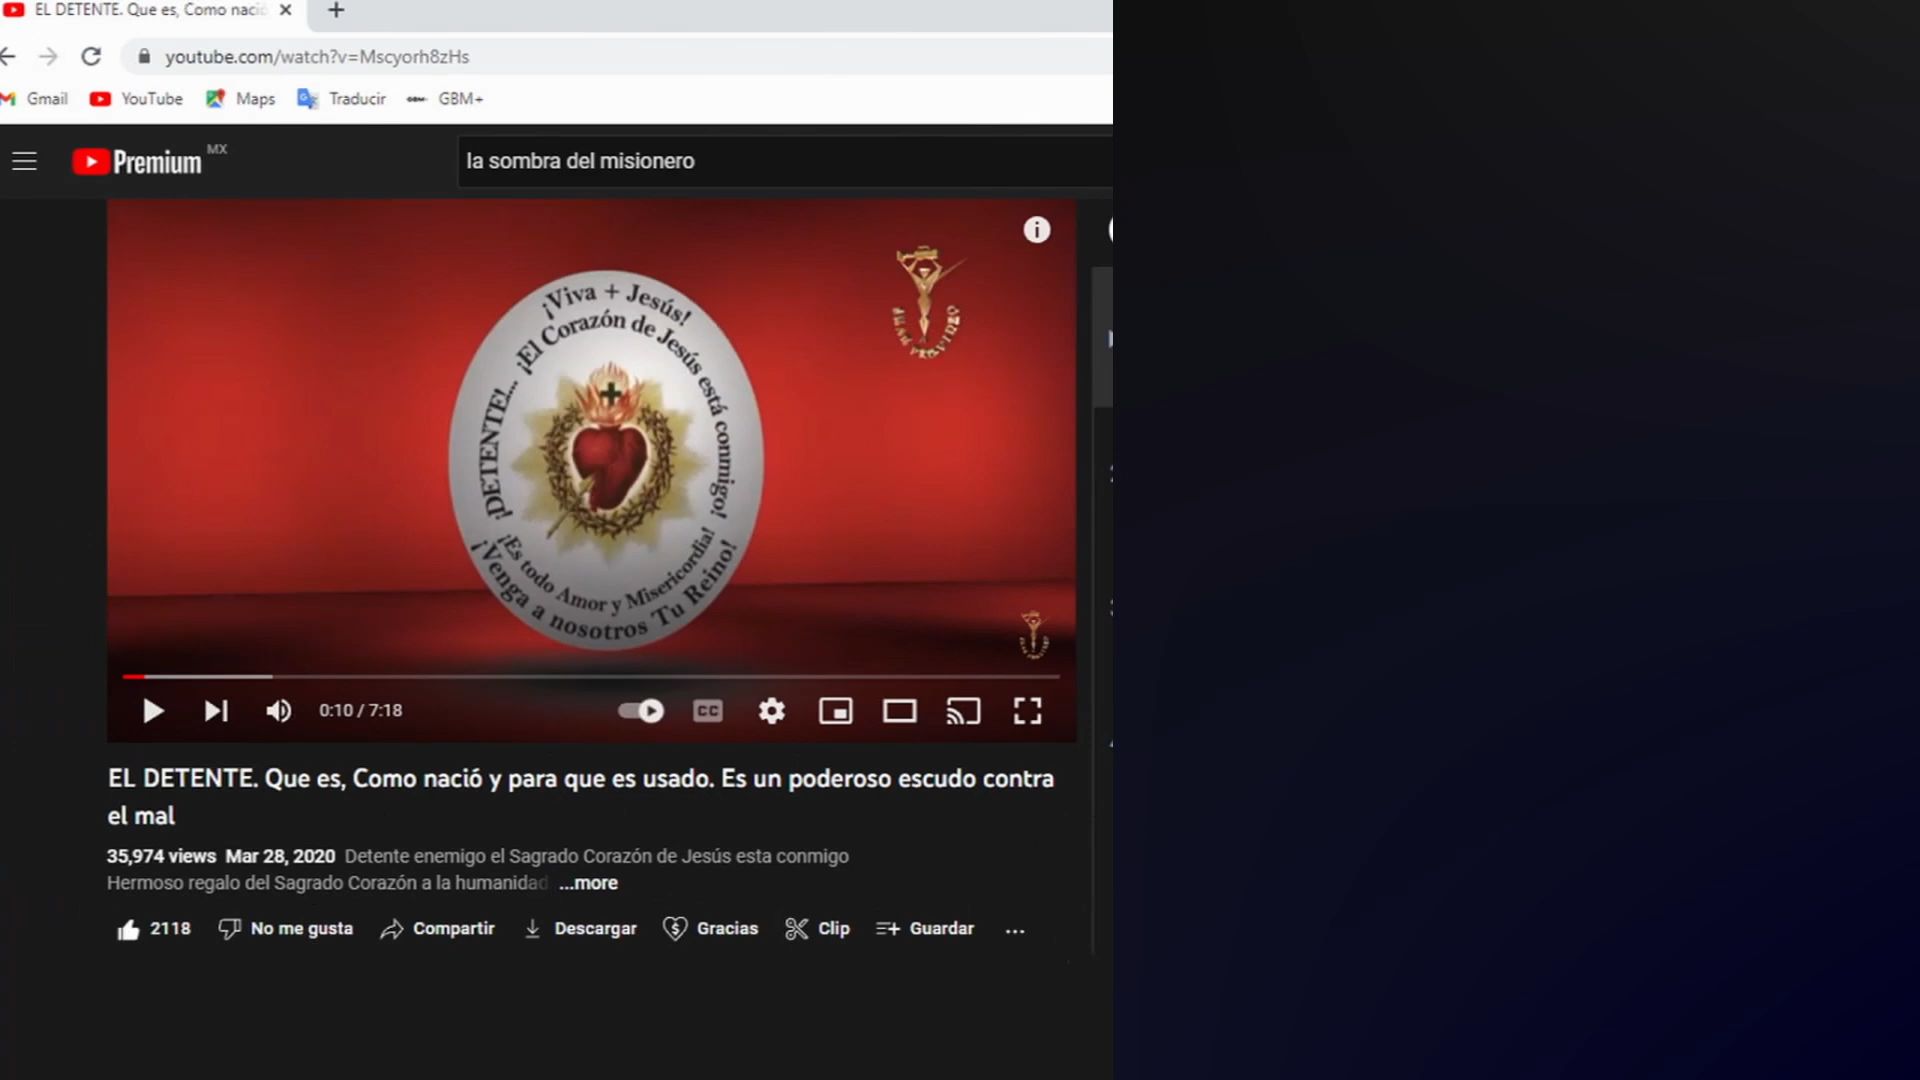 EL DETENTE. Que es, Como naci
youtube.com/watch?v=Mscyorh8zHs
Gmail YouTube Maps Traducir GBM+
Premium MX
la sombra del misionero
¡Viva + Jesús!
¡DETENTE!... ¡El Corazón de Jesús está conmigo!
¡Es todo Amor y Misericordia!
¡Venga a nosotros Tu Reino!
0:10 / 7:18
CC
EL DETENTE. Que es, Como nació y para que es usado. Es un poderoso escudo contra
el mal
35,974 views Mar 28, 2020 Detente enemigo el Sagrado Corazón de Jesús esta conmigo
Hermoso regalo del Sagrado Corazón a la humanidad ...more
2118 No me gusta Compartir Descargar Gracias Clip Guardar ...